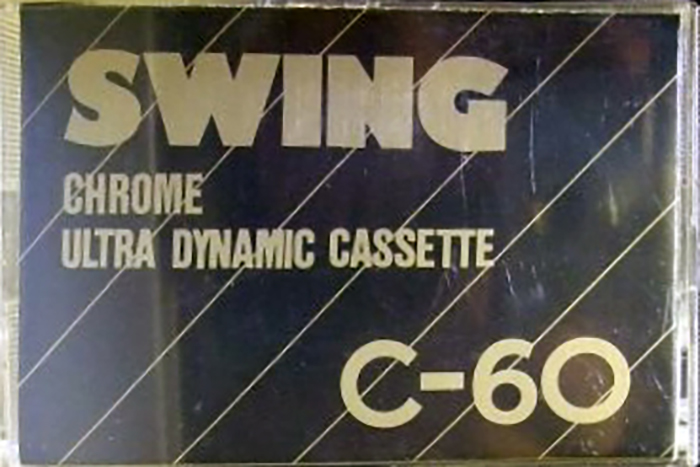 SWING
CHROME
ULTRA DYNAMIC CASSETTE
C-60